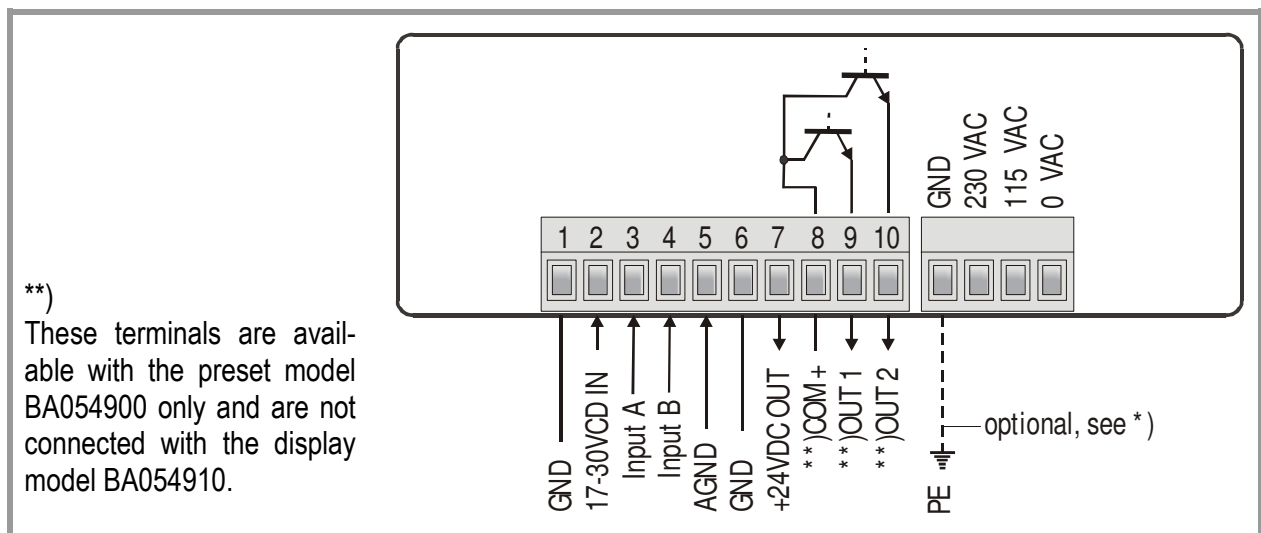 **)
These terminals are avail-
able with the preset model
BA054900 only and are not
connected with the display
model BA054910.
1 2 3 4 5 6 7 8 9 10
GND
230 VAC
115 VAC
0 VAC
GND
17-30VCD IN
Input A
Input B
AGND
GND
+24VDC OUT
**)COM+
**)OUT 1
**)OUT 2
PE
optional, see *)